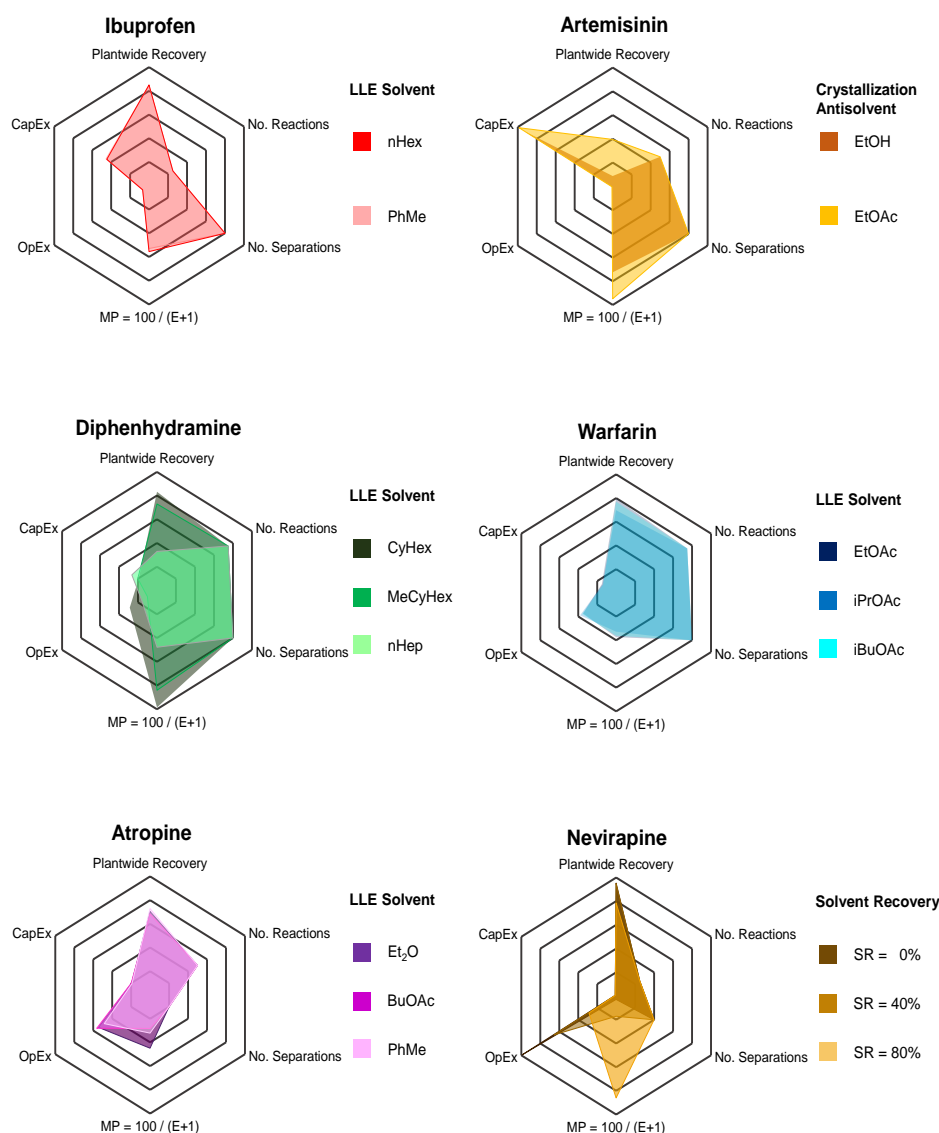 Ibuprofen
Plantwide Recovery
No. Reactions
No. Separations
MP = 100 / (E+1)
OpEx
CapEx
LLE Solvent
nHex
PhMe
Artemisinin
Plantwide Recovery
No. Reactions
No. Separations
MP = 100 / (E+1)
OpEx
CapEx
Crystallization
Antisolvent
EtOH
EtOAc
Diphenhydramine
Plantwide Recovery
No. Reactions
No. Separations
MP = 100 / (E+1)
OpEx
CapEx
LLE Solvent
CyHex
MeCyHex
nHep
Warfarin
Plantwide Recovery
No. Reactions
No. Separations
MP = 100 / (E+1)
OpEx
CapEx
LLE Solvent
EtOAc
iPrOAc
iBuOAc
Atropine
Plantwide Recovery
No. Reactions
No. Separations
MP = 100 / (E+1)
OpEx
CapEx
LLE Solvent
Et₂O
BuOAc
PhMe
Nevirapine
Plantwide Recovery
No. Reactions
No. Separations
MP = 100 / (E+1)
OpEx
CapEx
Solvent Recovery
SR = 0%
SR = 40%
SR = 80%